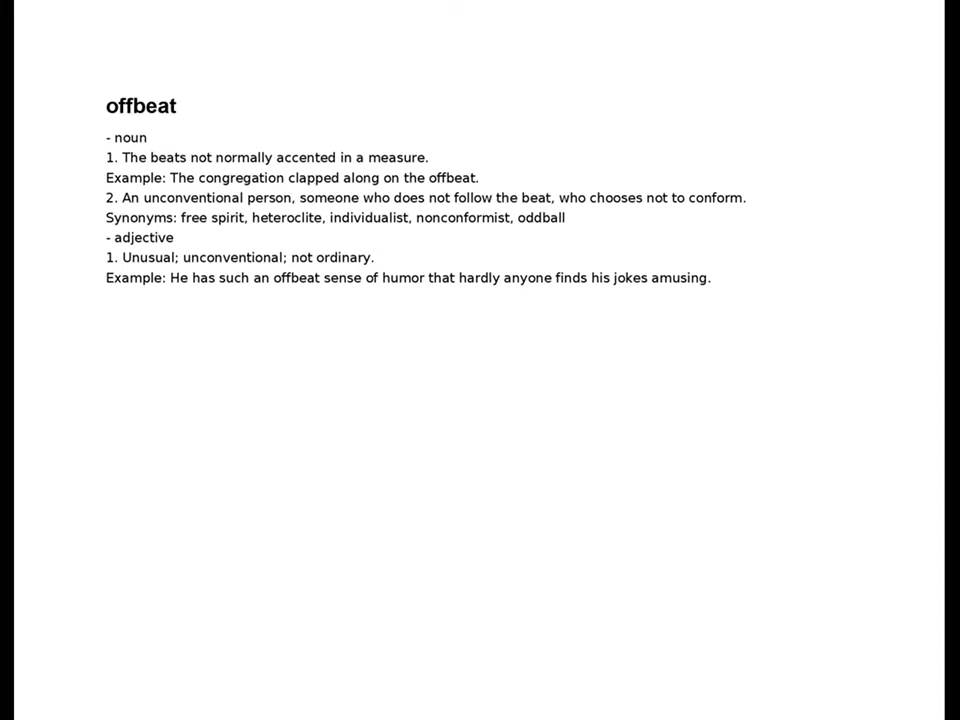 offbeat
- noun
1. The beats not normally accented in a measure.
Example: The congregation clapped along on the offbeat.
2. An unconventional person, someone who does not follow the beat, who chooses not to conform.
Synonyms: free spirit, heteroclite, individualist, nonconformist, oddball
- adjective
1. Unusual; unconventional; not ordinary.
Example: He has such an offbeat sense of humor that hardly anyone finds his jokes amusing.